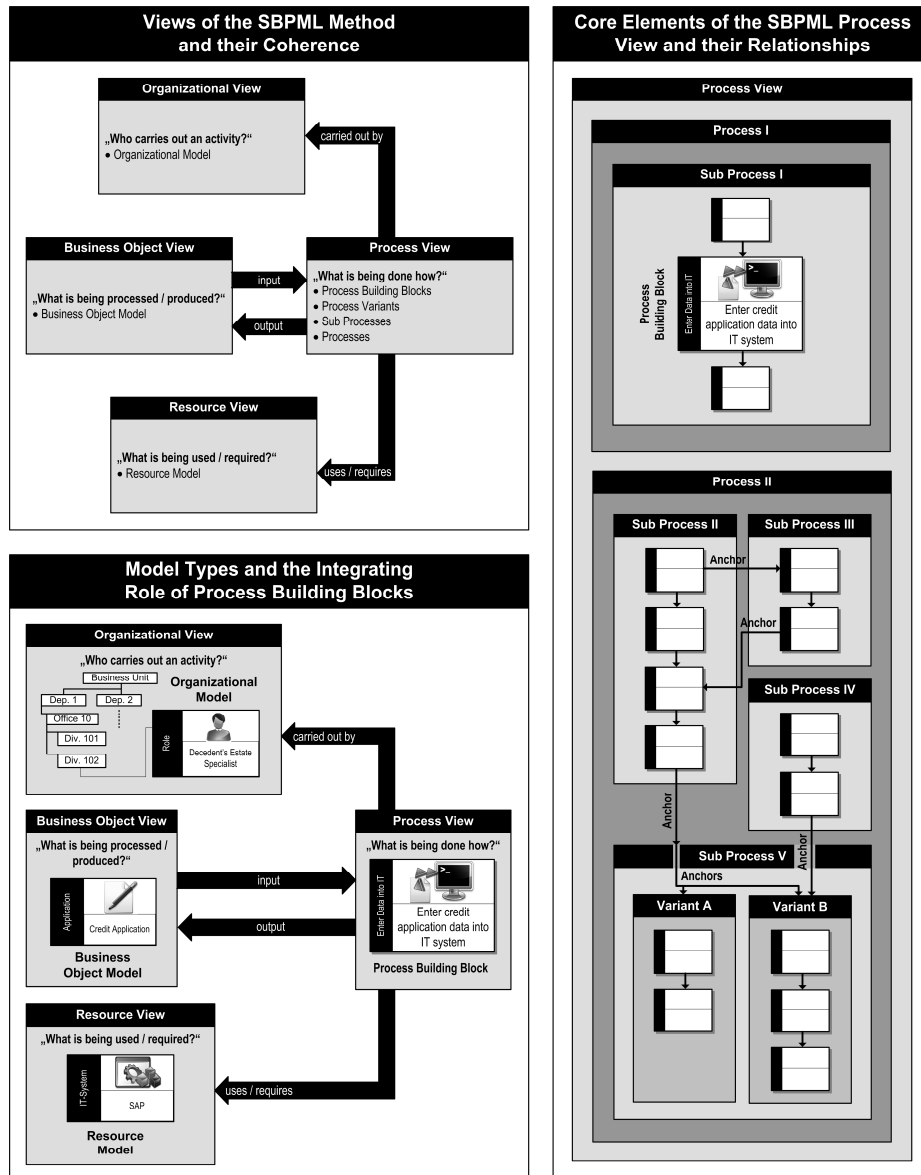 Views of the SBPML Method
and their Coherence
Organizational View
„Who carries out an activity?“
• Organizational Model
carried out by
Business Object View
„What is being processed / produced?“
• Business Object Model
input
output
Process View
„What is being done how?“
• Process Building Blocks
• Process Variants
• Sub Processes
• Processes
Resource View
„What is being used / required?“
• Resource Model
uses / requires
Model Types and the Integrating
Role of Process Building Blocks
Organizational View
„Who carries out an activity?“
Business Unit
Dep. 1
Dep. 2
Office 10
Div. 101
Div. 102
Organizational
Model
Role
Decedent's Estate
Specialist
carried out by
Business Object View
„What is being processed /
produced?“
Application
Credit Application
Business
Object Model
input
output
Process View
„What is being done how?“
Enter Data into IT
>_
Enter credit
application data into
IT system
Process Building Block
Resource View
„What is being used / required?“
IT-System
SAP
Resource
Model
uses / requires
Core Elements of the SBPML Process
View and their Relationships
Process View
Process I
Sub Process I
Process
Building Block
Enter Data into IT
>_
Enter credit
application data into
IT system
Process II
Sub Process II
Sub Process III
Anchor
Anchor
Sub Process IV
Anchor
Anchor
Sub Process V
Anchors
Variant A
Variant B